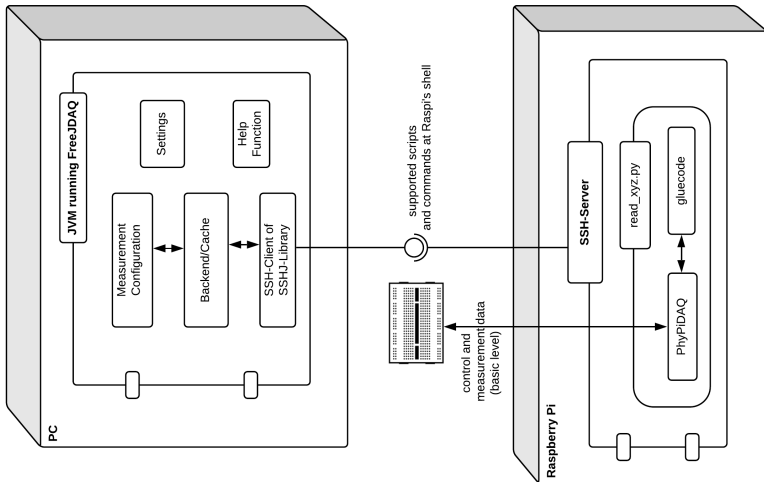 PC
JVM running FreeJDAQ
Measurement
Configuration
Backend/Cache
SSH-Client of
SSHJ-Library
Settings
Help
Function
supported scripts
and commands at Raspi's shell
control and
measurement data
(basic level)
Raspberry Pi
SSH-Server
read_xyz.py
PhyPiDAQ
gluecode